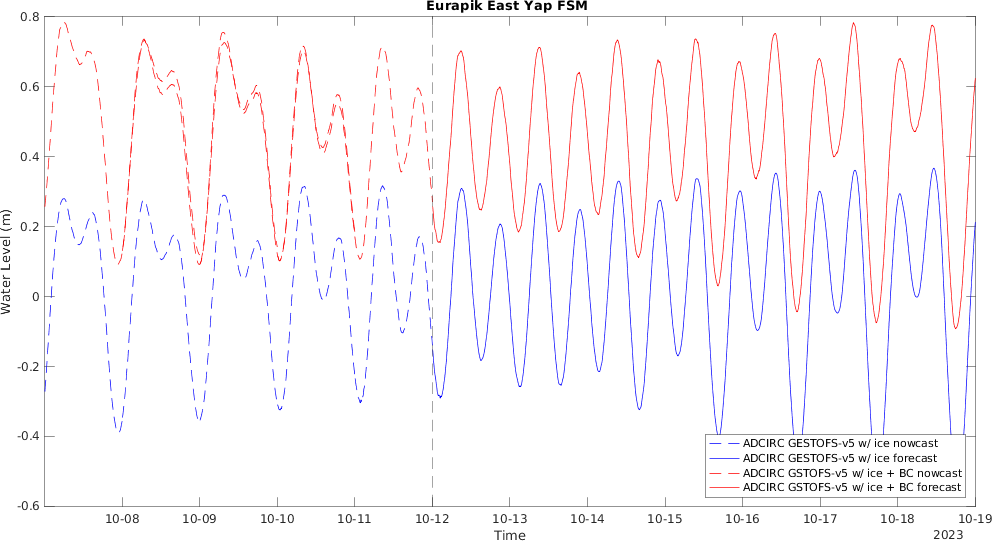 Eurapik East Yap FSM
Water Level (m)
0.8
0.6
0.4
0.2
0
-0.2
-0.4
-0.6
ADCIRC GESTOFS-v5 w/ ice nowcast
ADCIRC GESTOFS-v5 w/ ice forecast
ADCIRC GSTOFS-v5 w/ ice + BC nowcast
ADCIRC GSTOFS-v5 w/ ice + BC forecast
10-08 10-09 10-10 10-11 10-12 10-13 10-14 10-15 10-16 10-17 10-18 10-19
Time
2023